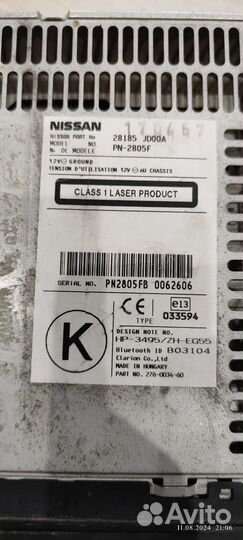 171467
NISSAN
NISSAN PART No 28185 JD00A
MODEL NO. PN-2805F
No DE MODELE
12V ⊖ GROUND
TENSION D'UTILISATION 12V ⊖ AU CHASSIS
CLASS 1 LASER PRODUCT
SERIAL NO. PN2805FB 0062606
CE e13
TYPE 033594
K
DESIGN NOTE NO.
HP-3495/ZH-EG55
Bluetooth ID B03104
Clarion Co.,Ltd.
MADE IN HUNGARY
PART NO. 276-0034-60
11.08.2024 21:06
Avito